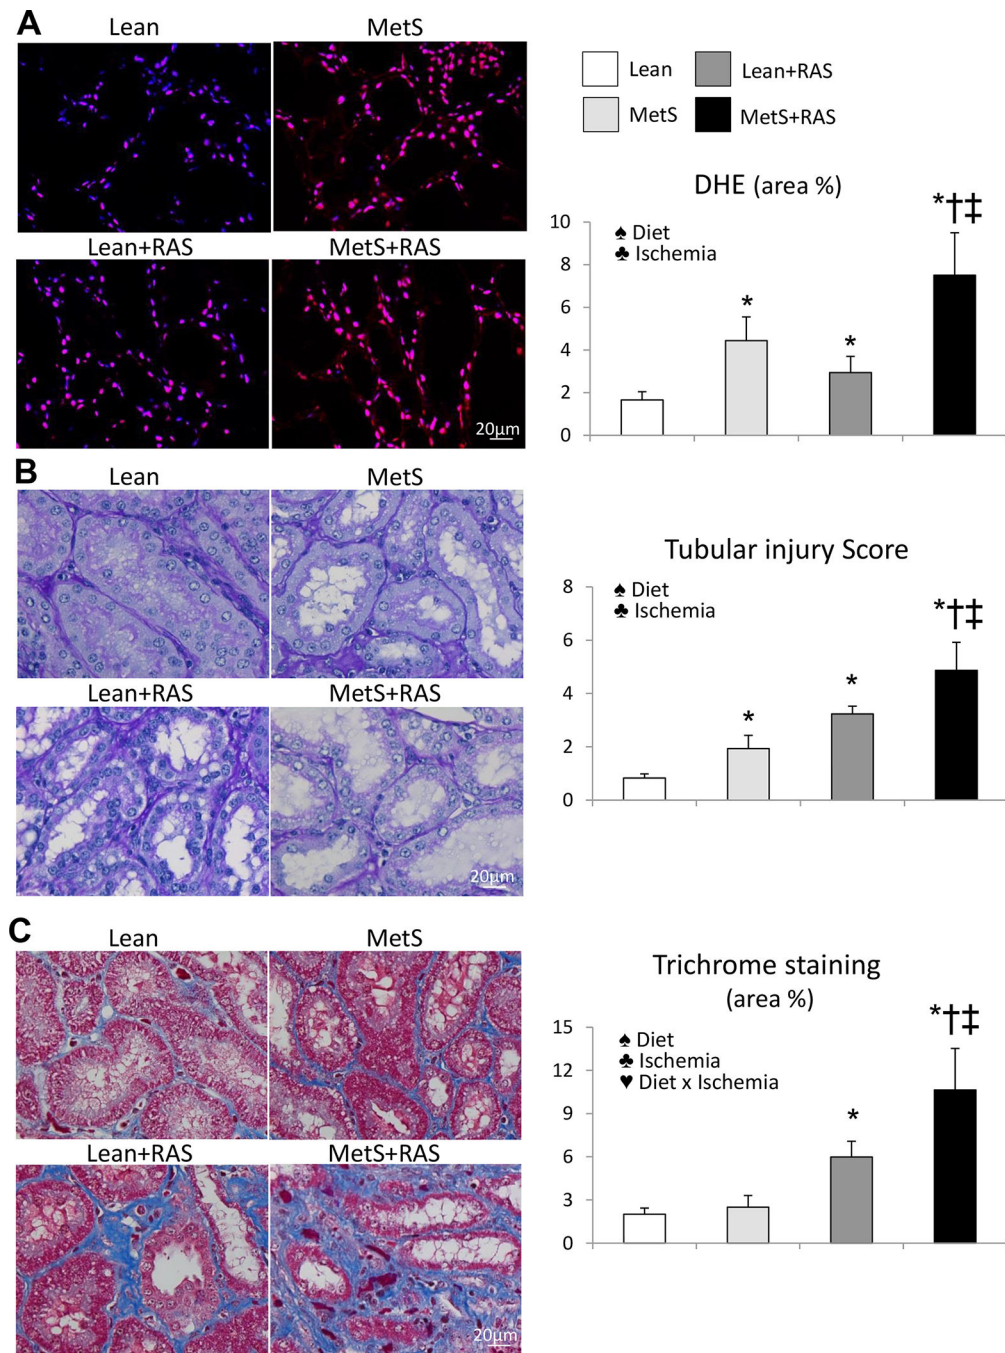 A
Lean MetS
Lean+RAS MetS+RAS
20µm
Lean Lean+RAS
MetS MetS+RAS
DHE (area %)
10
8
6
4
2
0
♠ Diet
♣ Ischemia
*
*
*†‡
B
Lean MetS
Lean+RAS MetS+RAS
20µm
Tubular injury Score
8
6
4
2
0
♠ Diet
♣ Ischemia
*
*
*†‡
C
Lean MetS
Lean+RAS MetS+RAS
20µm
Trichrome staining
(area %)
15
12
9
6
3
0
♠ Diet
♣ Ischemia
♥ Diet x Ischemia
*
*†‡